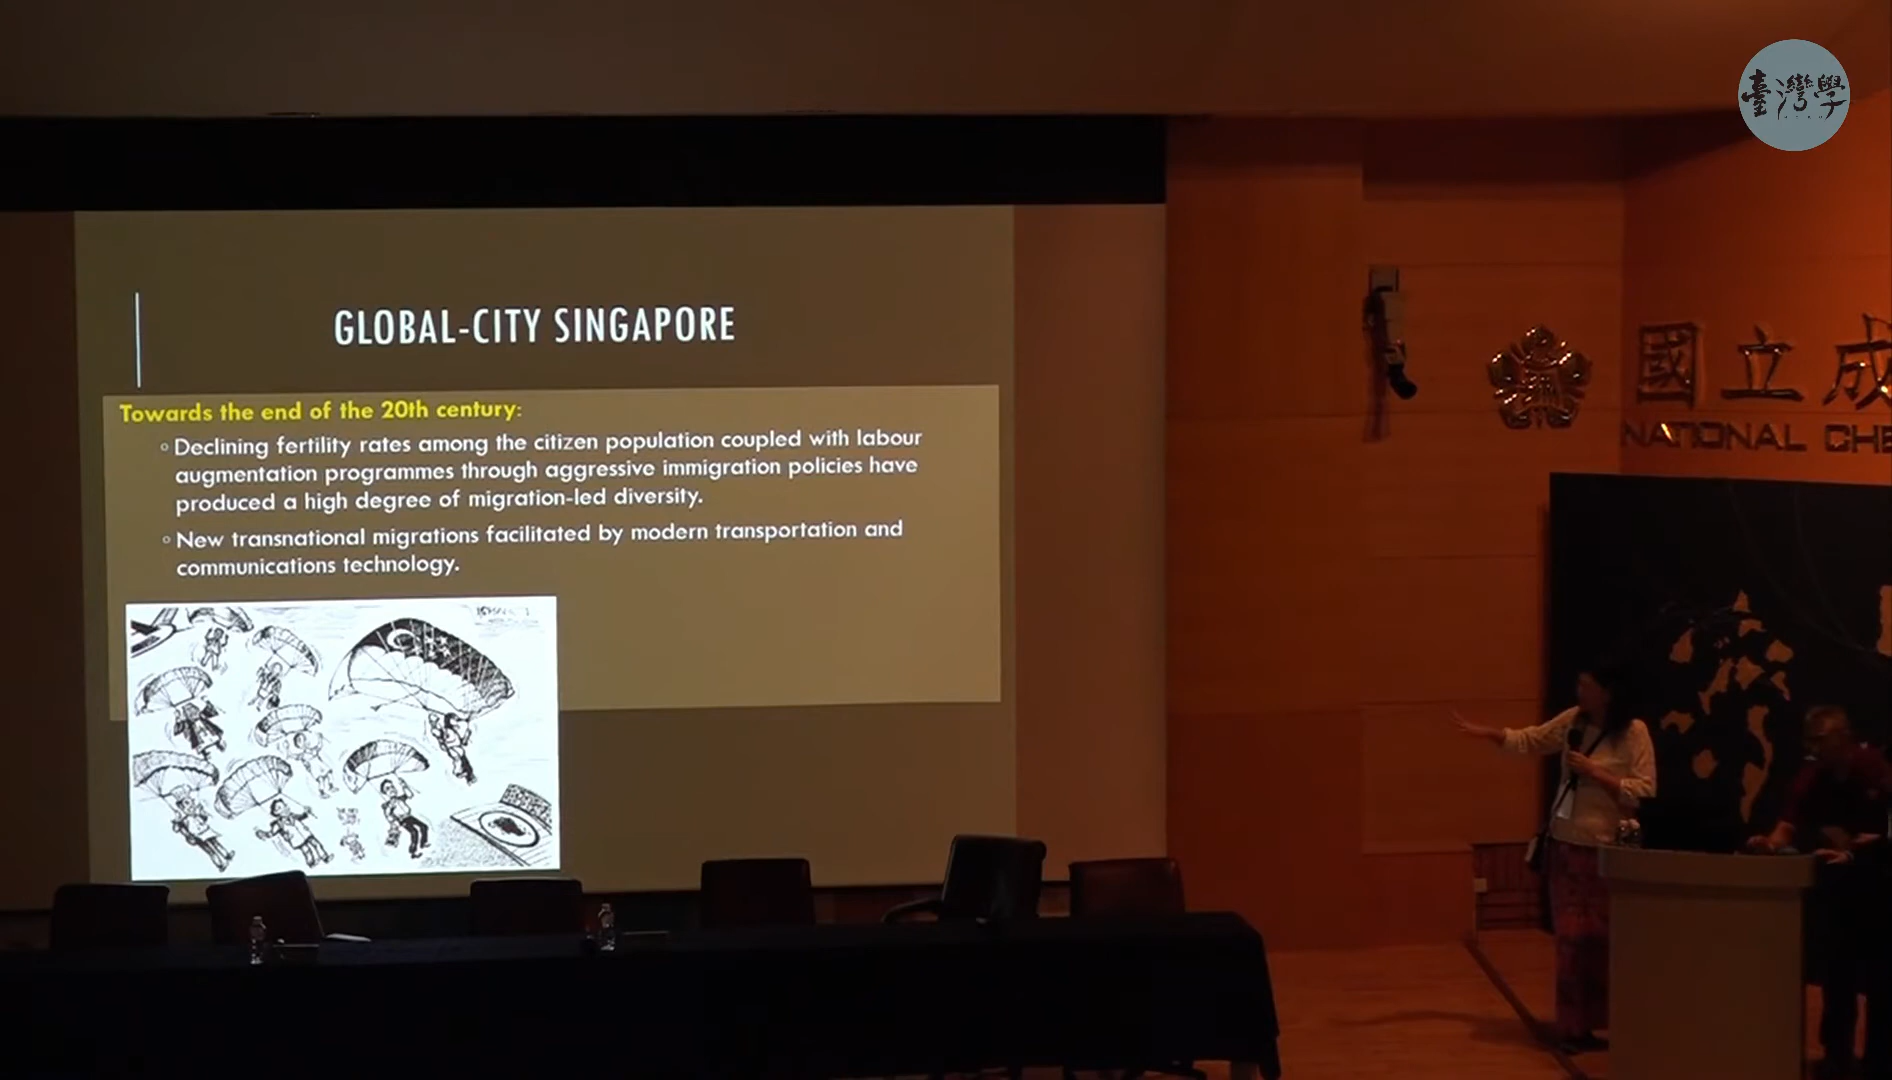 臺灣學
GLOBAL-CITY SINGAPORE
Towards the end of the 20th century:
Declining fertility rates among the citizen population coupled with labour
augmentation programmes through aggressive immigration policies have
produced a high degree of migration-led diversity.
New transnational migrations facilitated by modern transportation and
communications technology.
國立成
NATIONAL CHE